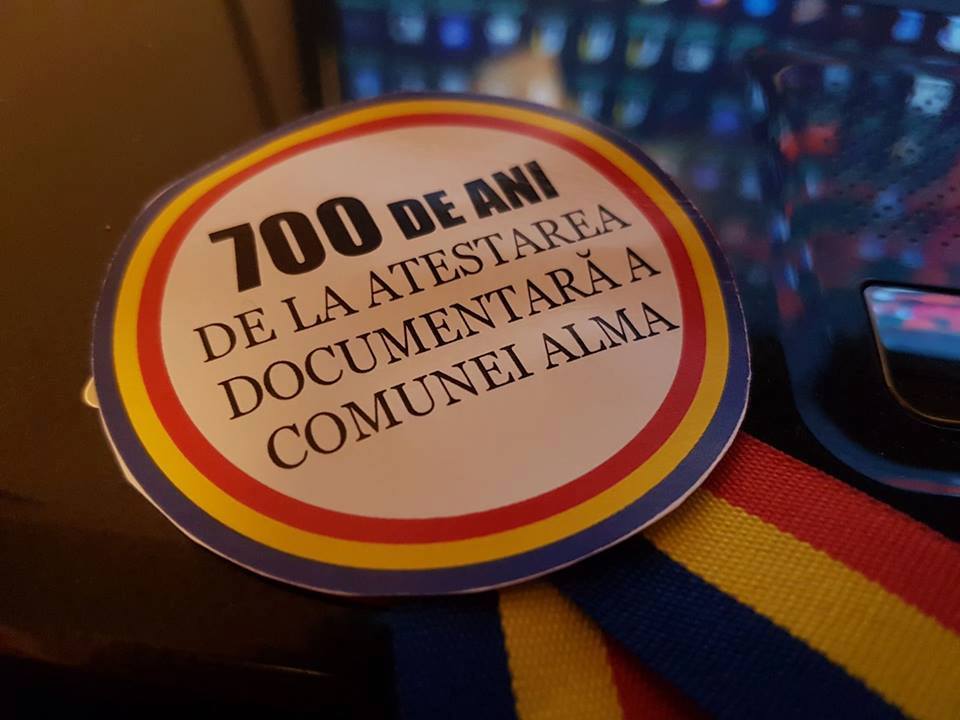 700 DE ANI
DE LA ATESTAREA
DOCUMENTARĂ A
COMUNEI ALMA